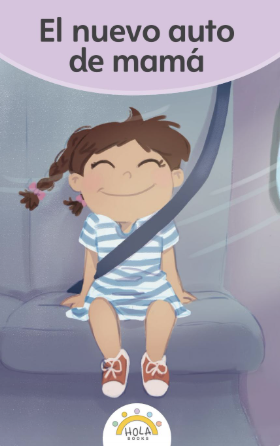 El nuevo auto
de mamá
HOLA
BOOKS